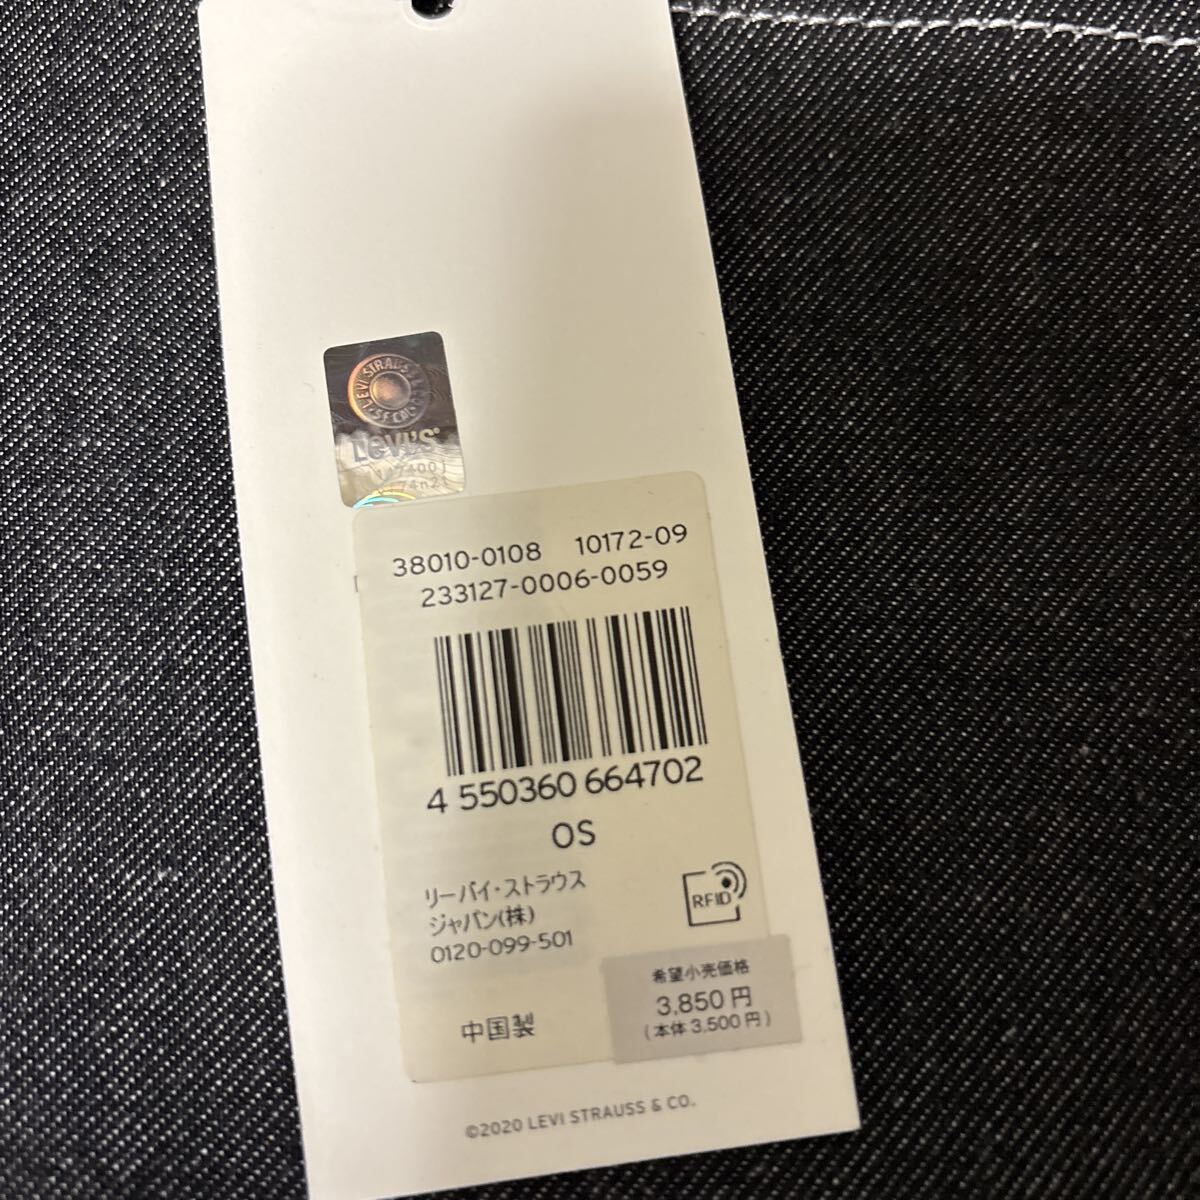 LEVI STRAUSS
S.F. CAL
Levi's
38010-0108 10172-09
233127-0006-0059
4 550360 664702
OS
リーバイ・ストラウス
ジャパン(株)
0120-099-501
RFID
希望小売価格
3,850円
(本体3,500円)
中国製
©2020 LEVI STRAUSS & CO.